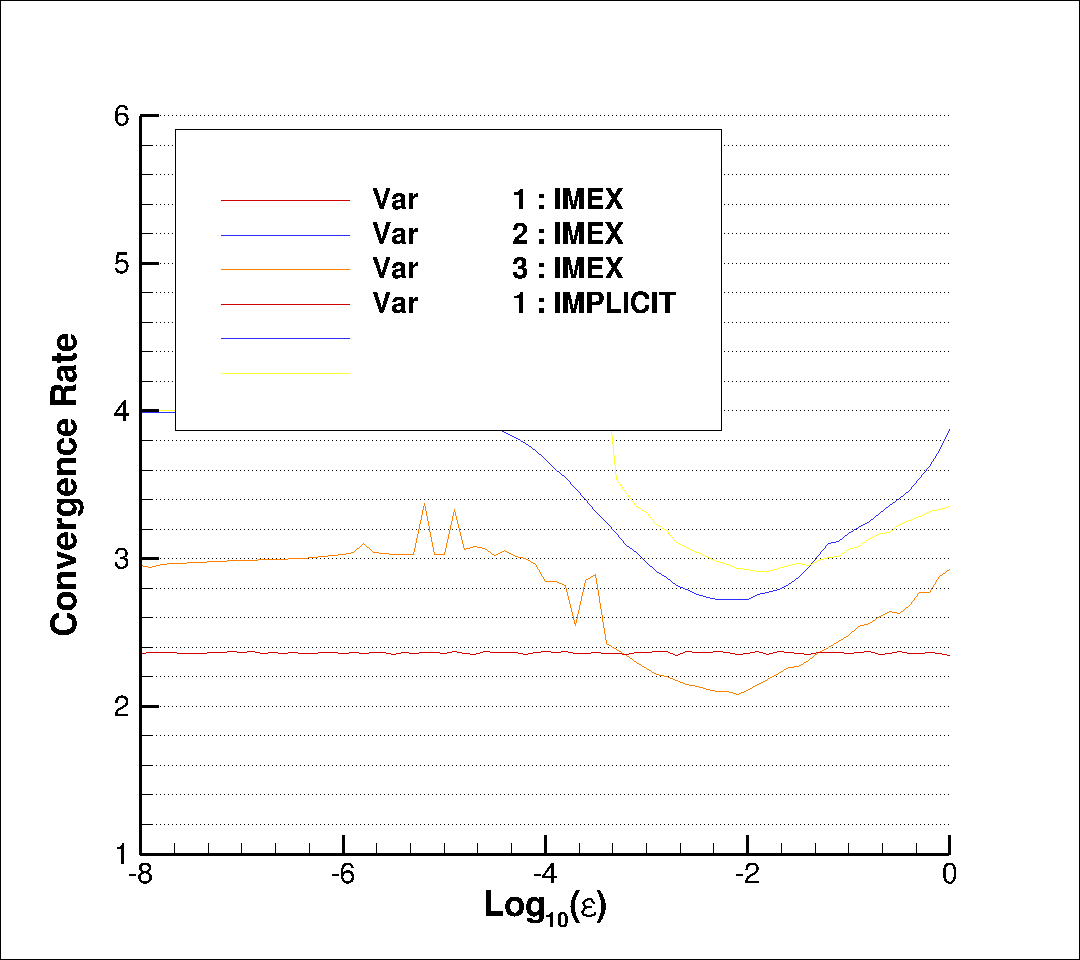 6
Var 1 : IMEX
Var 2 : IMEX
5
Var 3 : IMEX
Var 1 : IMPLICIT
4
Convergence Rate
3
2
1
-8 -6 -4 -2 0
Log10(ε)